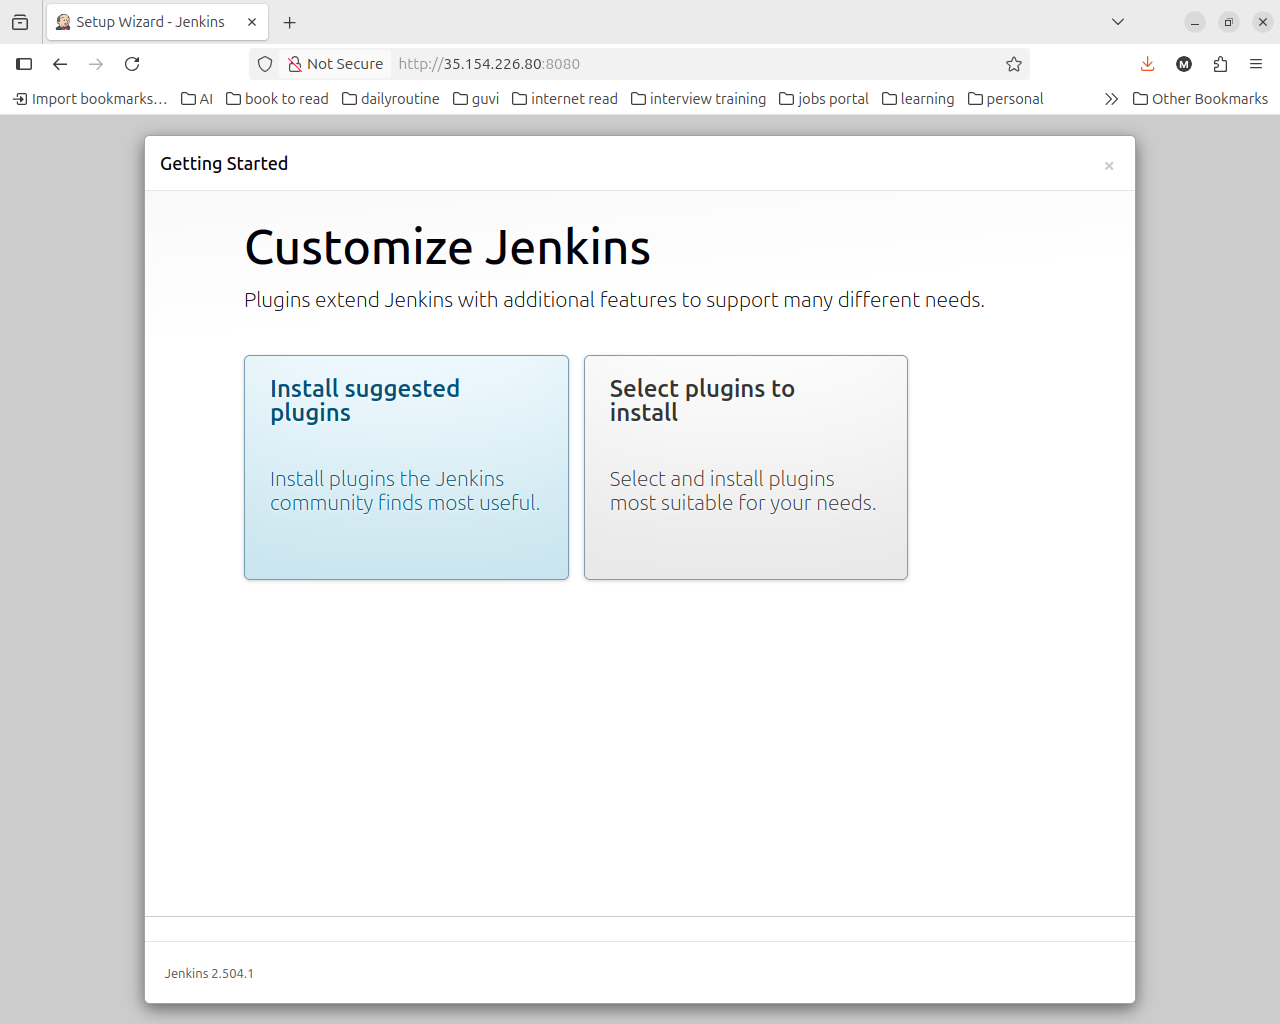 Setup Wizard - Jenkins
Not Secure http://35.154.226.80:8080
M
Import bookmarks… AI book to read dailyroutine guvi internet read interview training jobs portal learning personal Other Bookmarks
Getting Started
Customize Jenkins
Plugins extend Jenkins with additional features to support many different needs.
Install suggested
plugins
Install plugins the Jenkins
community finds most useful.
Select plugins to
install
Select and install plugins
most suitable for your needs.
Jenkins 2.504.1